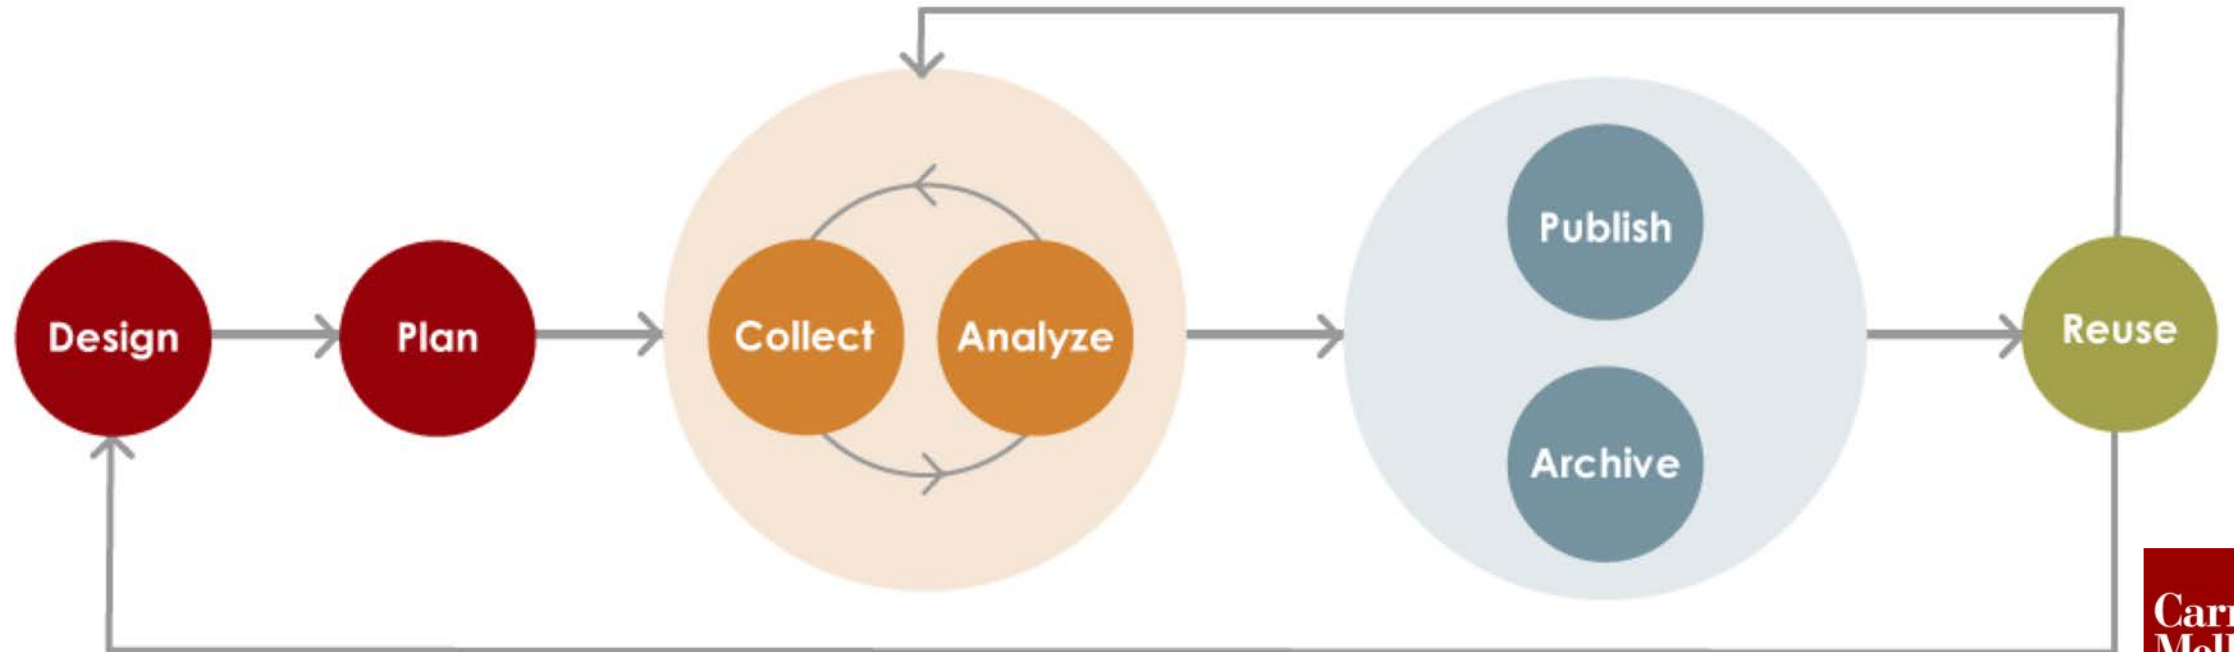 Design
Plan
Collect
Analyze
Publish
Archive
Reuse